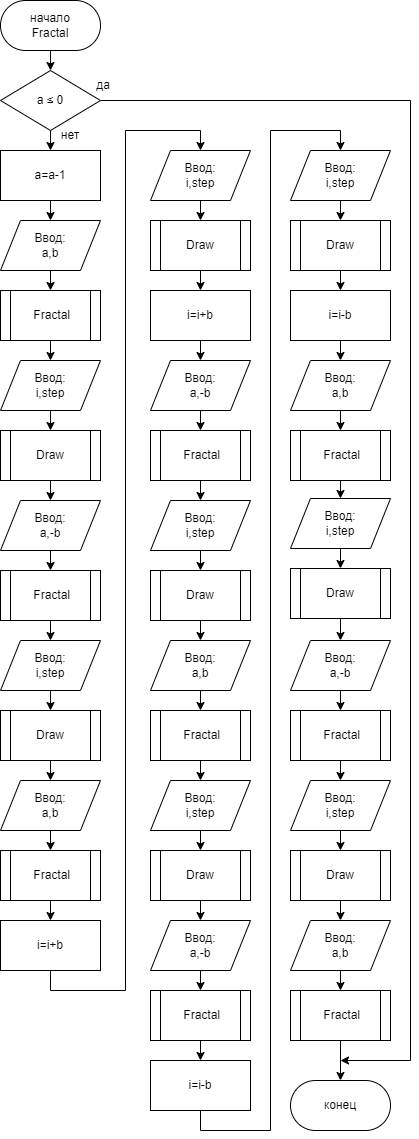 начало
Fractal
a ≤ 0
да
нет
a=a-1
Ввод:
a,b
Fractal
Ввод:
i,step
Draw
Ввод:
a,-b
Fractal
Ввод:
i,step
Draw
Ввод:
a,b
Fractal
i=i+b
Ввод:
i,step
Draw
i=i+b
Ввод:
a,-b
Fractal
Ввод:
i,step
Draw
Ввод:
a,b
Fractal
Ввод:
i,step
Draw
Ввод:
a,-b
Fractal
i=i-b
Ввод:
i,step
Draw
i=i-b
Ввод:
a,b
Fractal
Ввод:
i,step
Draw
Ввод:
a,-b
Fractal
Ввод:
i,step
Draw
Ввод:
a,b
Fractal
конец